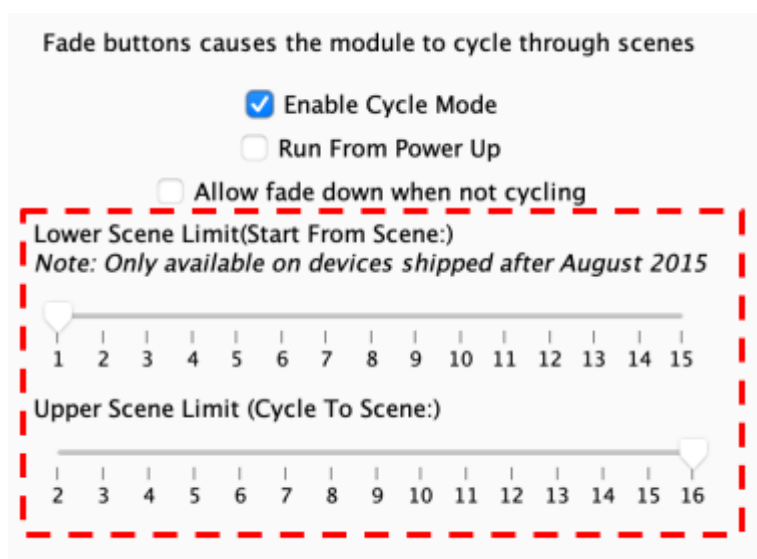 Fade buttons causes the module to cycle through scenes
Enable Cycle Mode
Run From Power Up
Allow fade down when not cycling
Lower Scene Limit(Start From Scene:)
Note: Only available on devices shipped after August 2015
1 2 3 4 5 6 7 8 9 10 11 12 13 14 15
Upper Scene Limit (Cycle To Scene:)
2 3 4 5 6 7 8 9 10 11 12 13 14 15 16